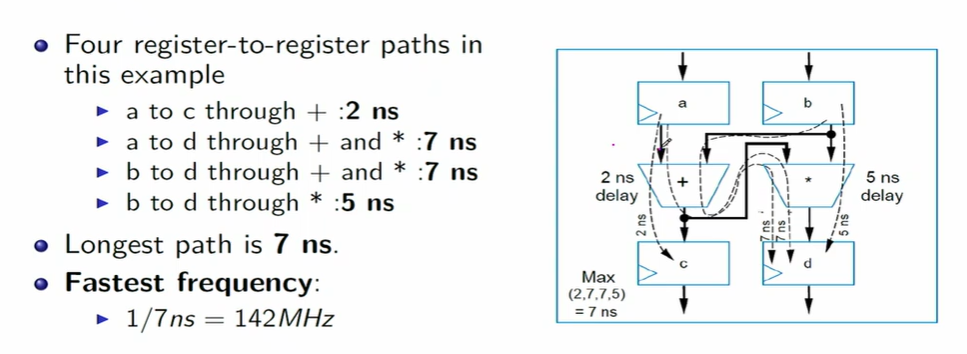 Four register-to-register paths in
this example
a to c through + :2 ns
a to d through + and * :7 ns
b to d through + and * :7 ns
b to d through * :5 ns
Longest path is 7 ns.
Fastest frequency:
1/7ns = 142MHz
a
b
2 ns
delay
+
*
5 ns
delay
2 ns
7 ns
7 ns
5 ns
c
d
Max
(2,7,7,5)
= 7 ns